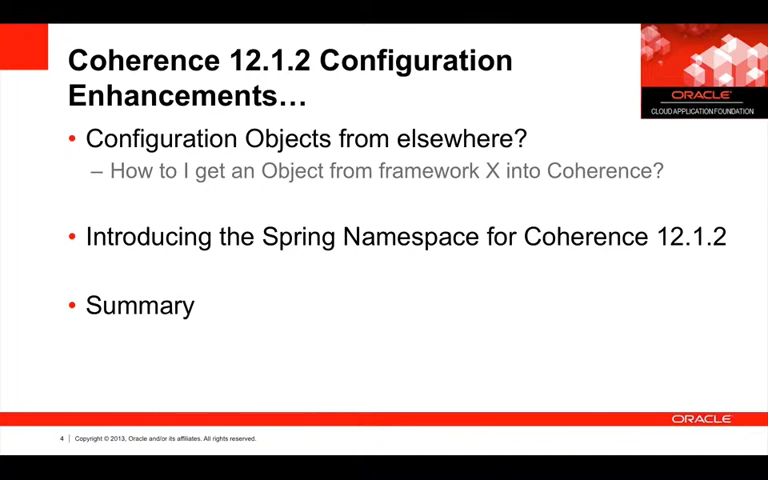 Coherence 12.1.2 Configuration
Enhancements…
ORACLE
CLOUD APPLICATION FOUNDATION
• Configuration Objects from elsewhere?
– How to I get an Object from framework X into Coherence?
• Introducing the Spring Namespace for Coherence 12.1.2
• Summary
ORACLE
4 | Copyright © 2013, Oracle and/or its affiliates. All rights reserved.